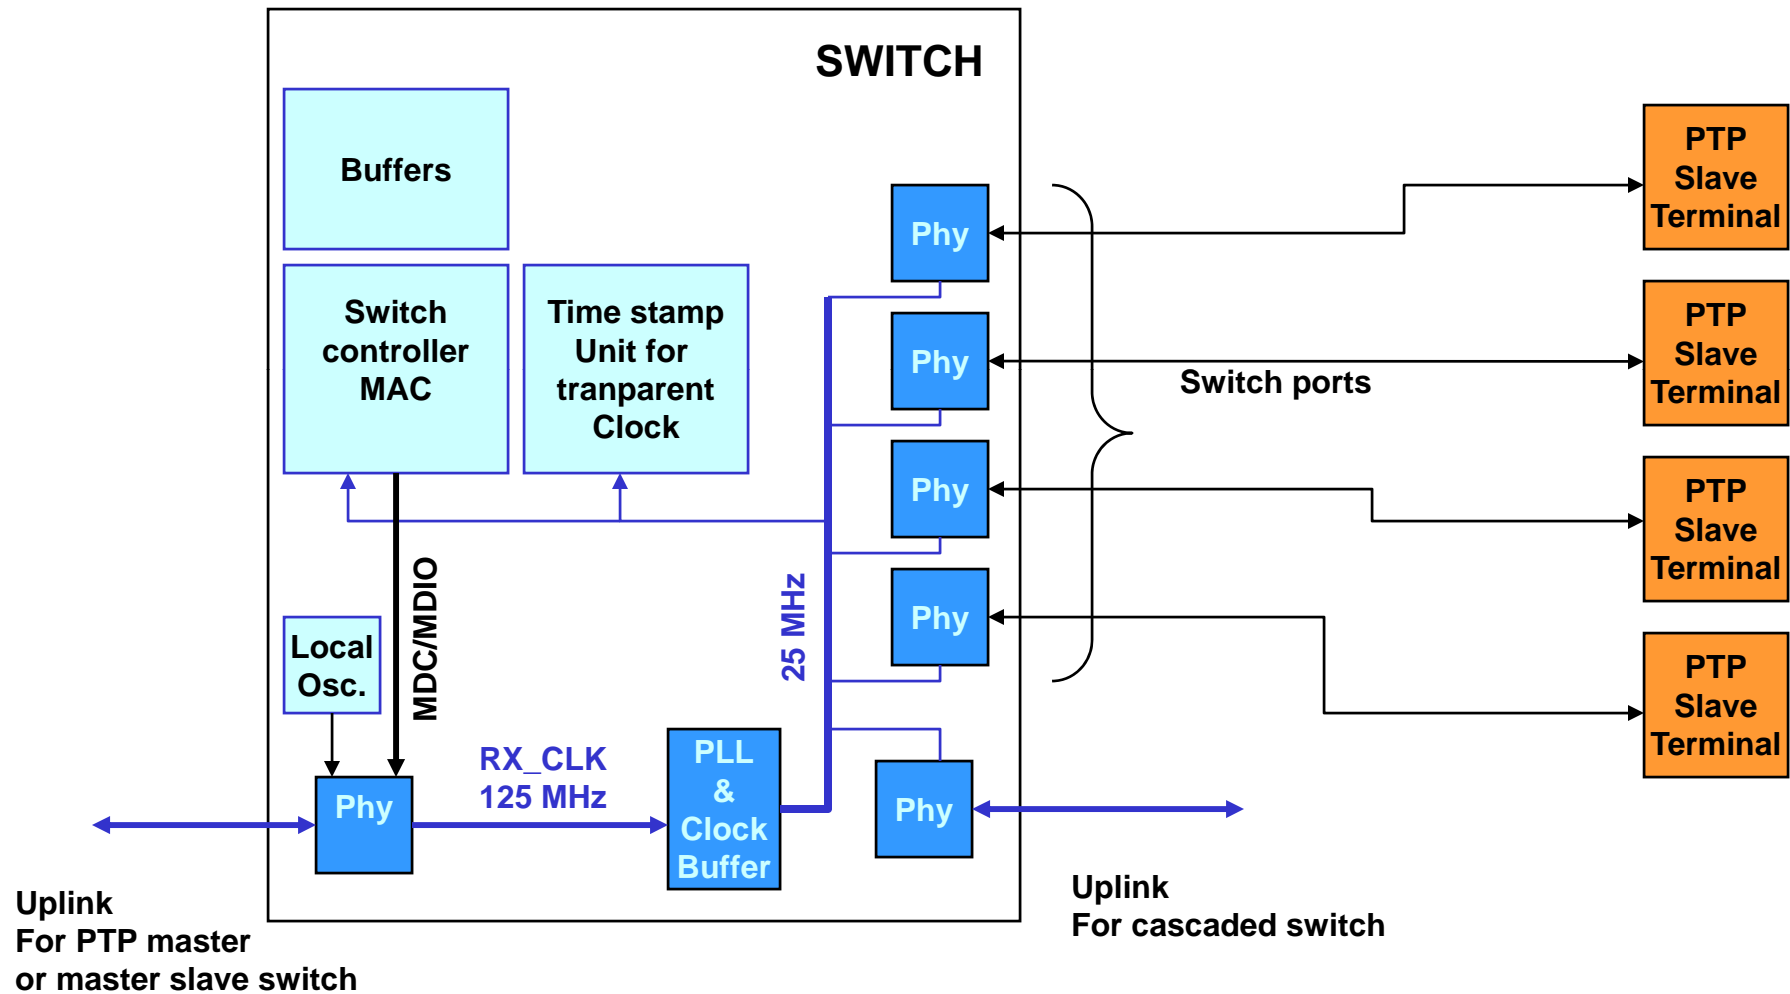 SWITCH
Buffers
Switch
controller
MAC
Time stamp
Unit for
tranparent
Clock
Phy
Phy
Phy
Phy
Switch ports
PTP
Slave
Terminal
PTP
Slave
Terminal
PTP
Slave
Terminal
PTP
Slave
Terminal
MDC/MDIO
25 MHz
Local
Osc.
Phy
RX_CLK
125 MHz
PLL
&
Clock
Buffer
Phy
Uplink
For PTP master
or master slave switch
Uplink
For cascaded switch